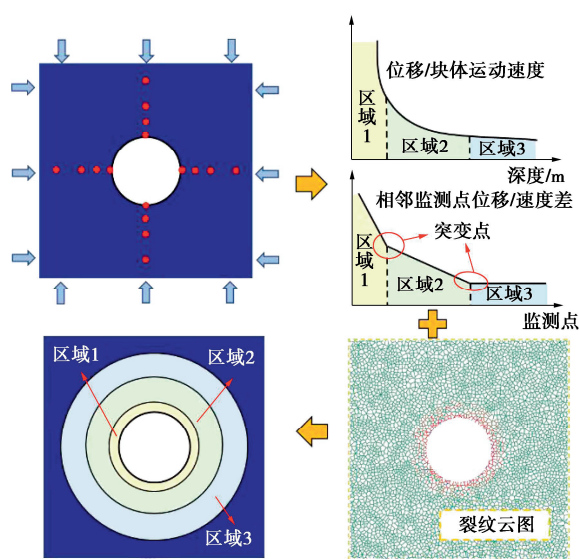 位移/块体运动速度
区域1
区域2
区域3
深度/m
相邻监测点位移/速度差
突变点
区域1
区域2
区域3
监测点
区域1
区域2
区域3
裂纹云图